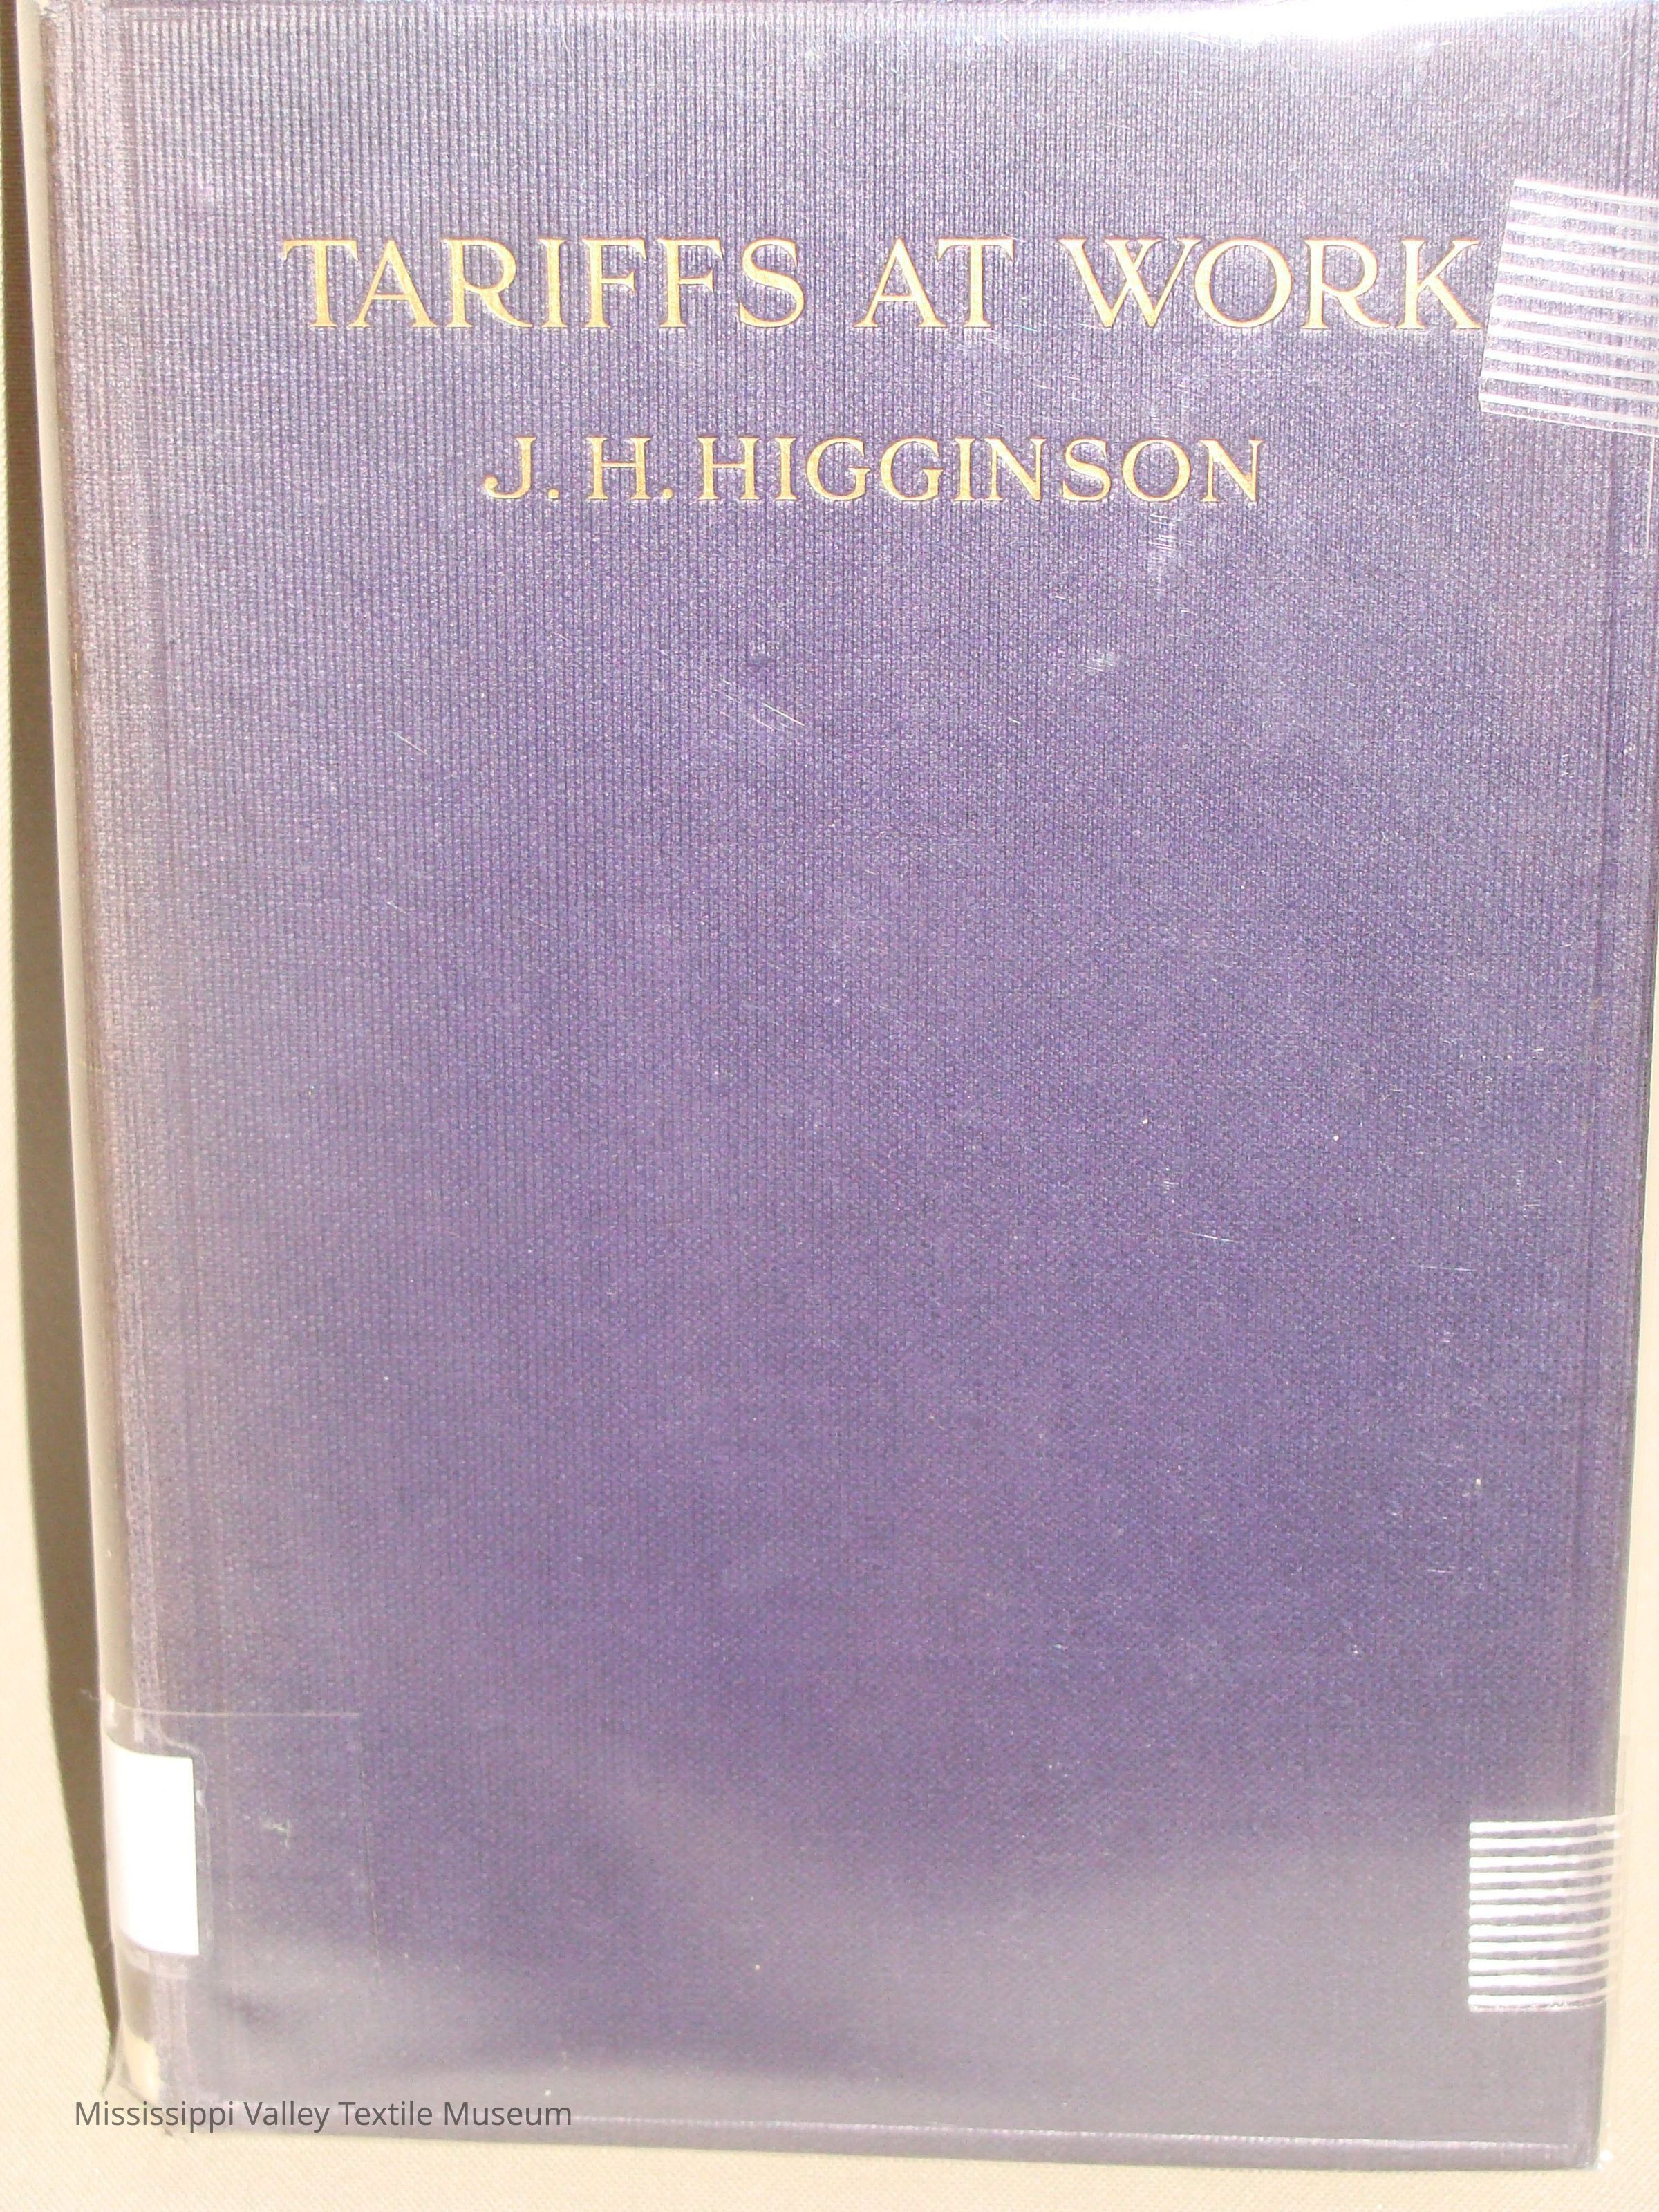 TARIFFS AT WORK
J. H. HIGGINSON
Mississippi Valley Textile Museum